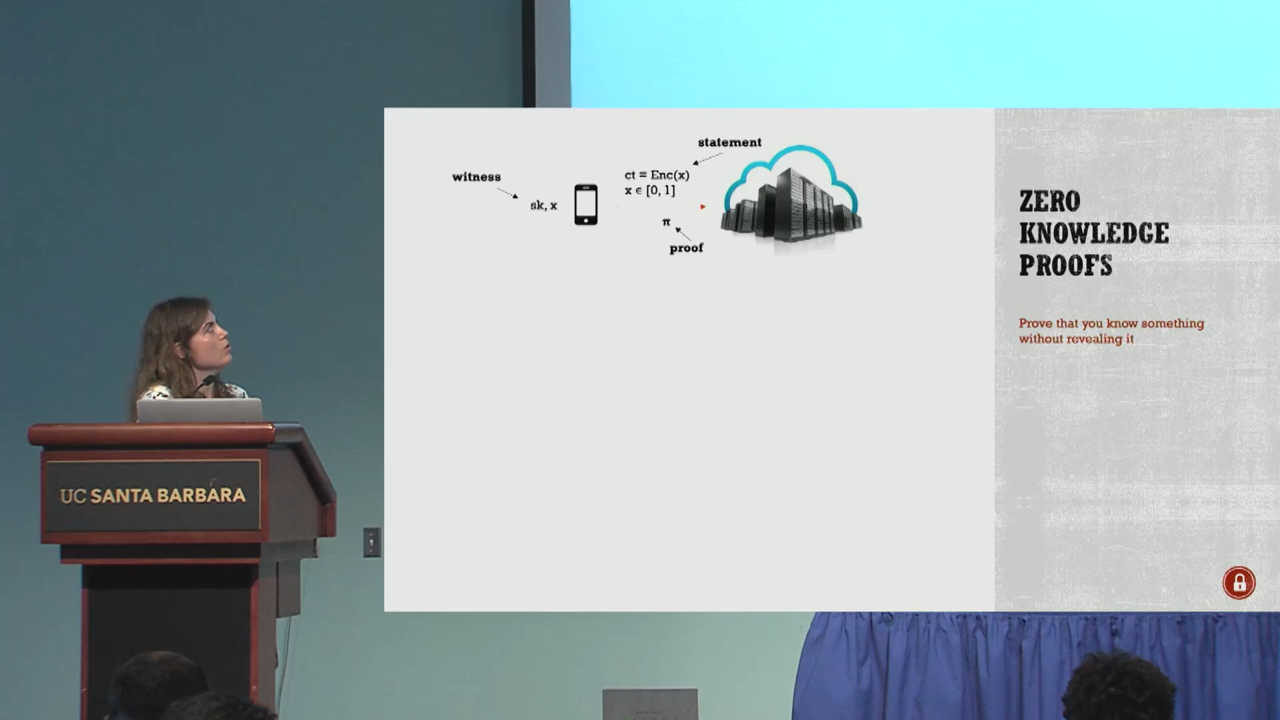 statement
witness
ct = Enc(x)
x ∈ [0, 1]
sk, x
π
proof
ZERO
KNOWLEDGE
PROOFS
Prove that you know something
without revealing it
UC SANTA BARBARA